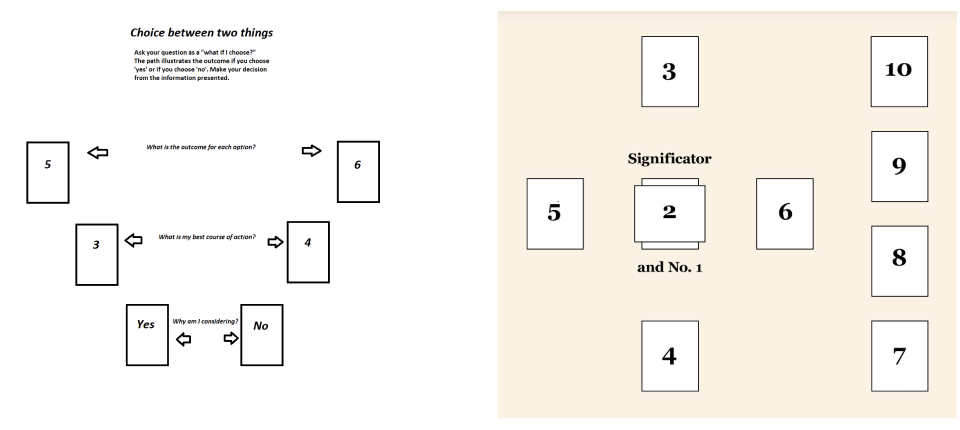 Choice between two things
Ask your question as a "what if I choose?"
The path illustrates the outcome if you choose
'yes' or if you choose 'no'. Make your decision
from the information presented.
5
What is the outcome for each option?
6
3
What is my best course of action?
4
Yes
Why am I considering?
No
3
10
Significator
9
5
2
6
and No. 1
8
4
7